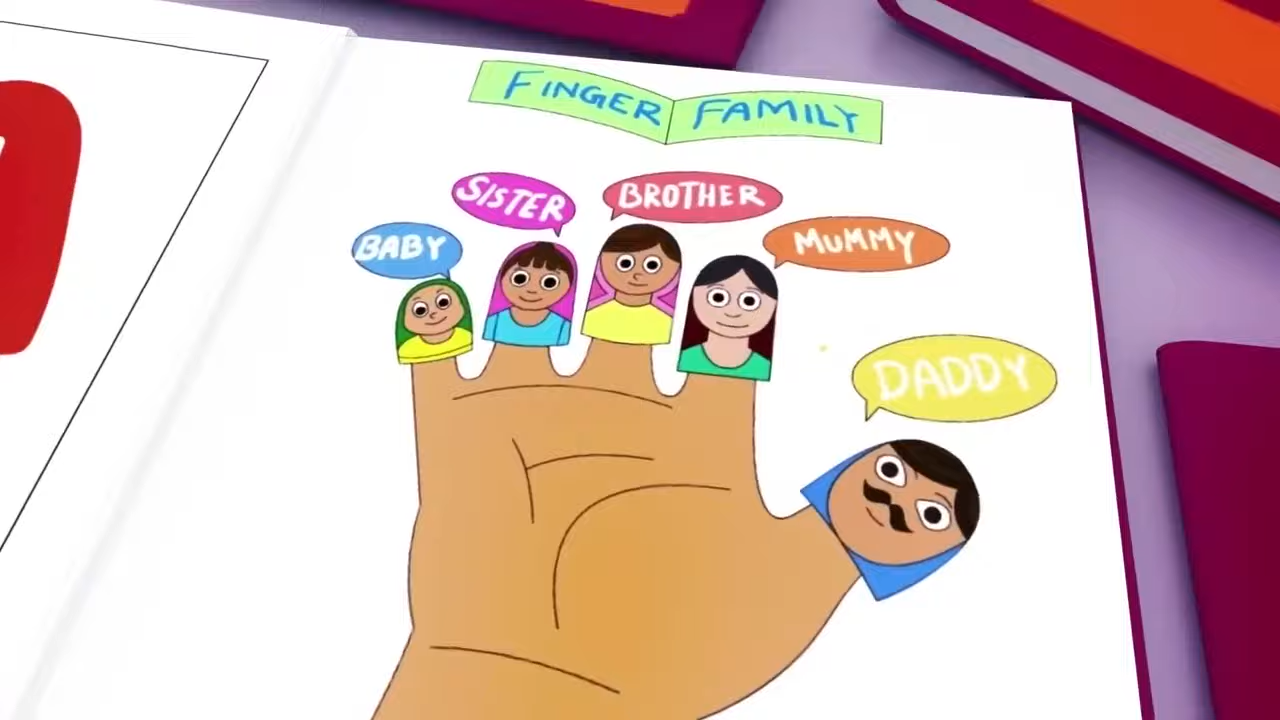 FINGER FAMILY
SISTER
BROTHER
BABY
MUMMY
DADDY